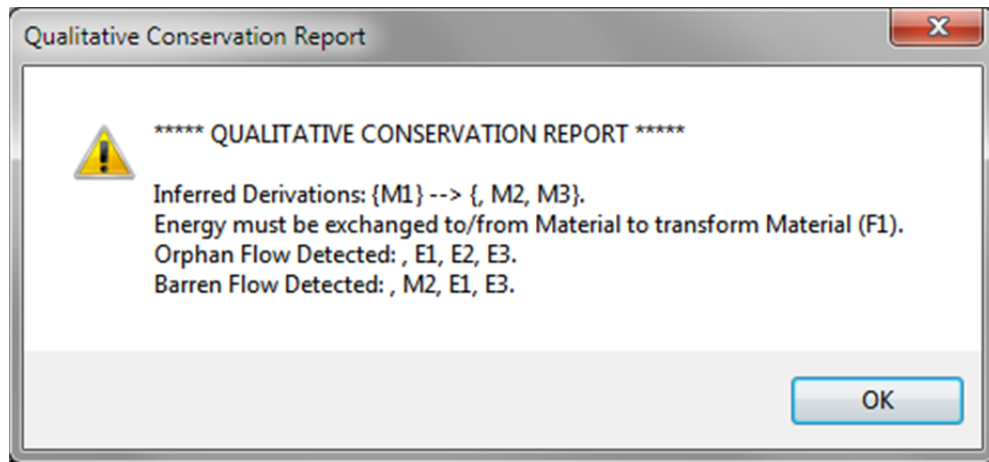 Qualitative Conservation Report
***** QUALITATIVE CONSERVATION REPORT *****
Inferred Derivations: {M1} --> {, M2, M3}.
Energy must be exchanged to/from Material to transform Material (F1).
Orphan Flow Detected: , E1, E2, E3.
Barren Flow Detected: , M2, E1, E3.
OK